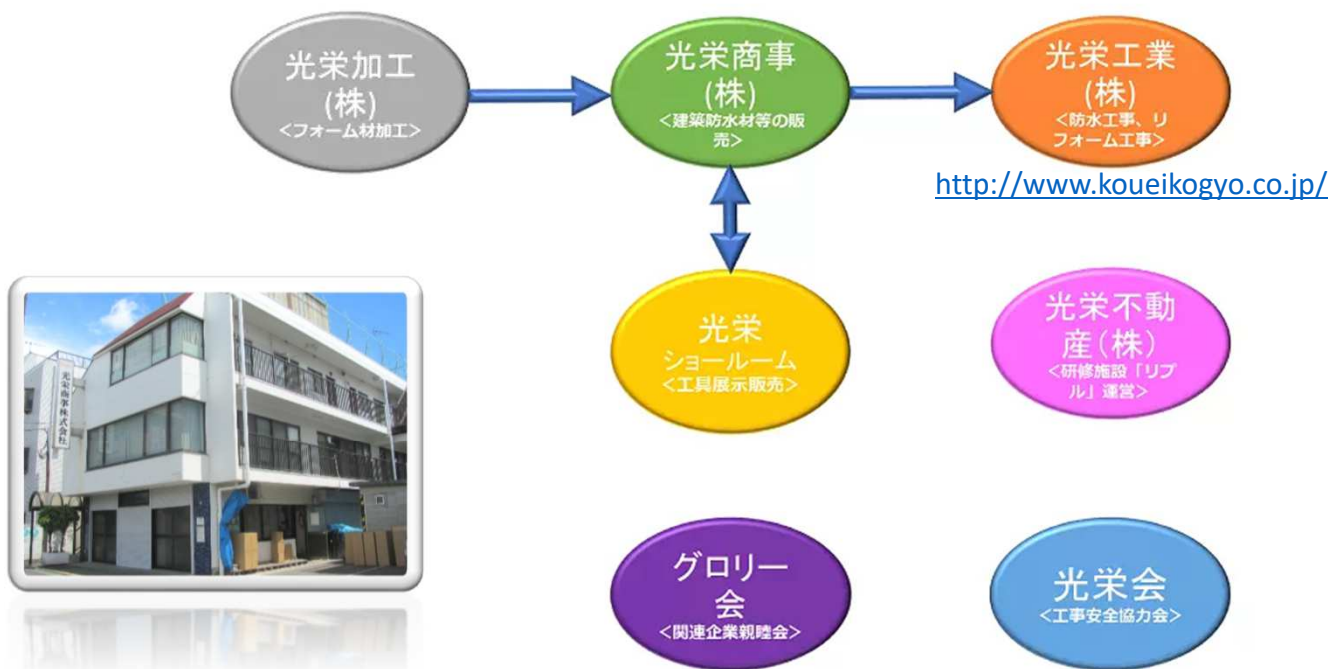 光栄加工
(株)
<フォーム材加工>
光栄商事
(株)
<建築防水材等の販
売>
光栄工業
(株)
<防水工事、リ
フォーム工事>
http://www.koueikogyo.co.jp/
光栄
ショールーム
<工具展示販売>
光栄不動
産(株)
<研修施設「リブ
ル」運営>
光栄商事株式会社
グロリー
会
<関連企業親睦会>
光栄会
<工事安全協力会>